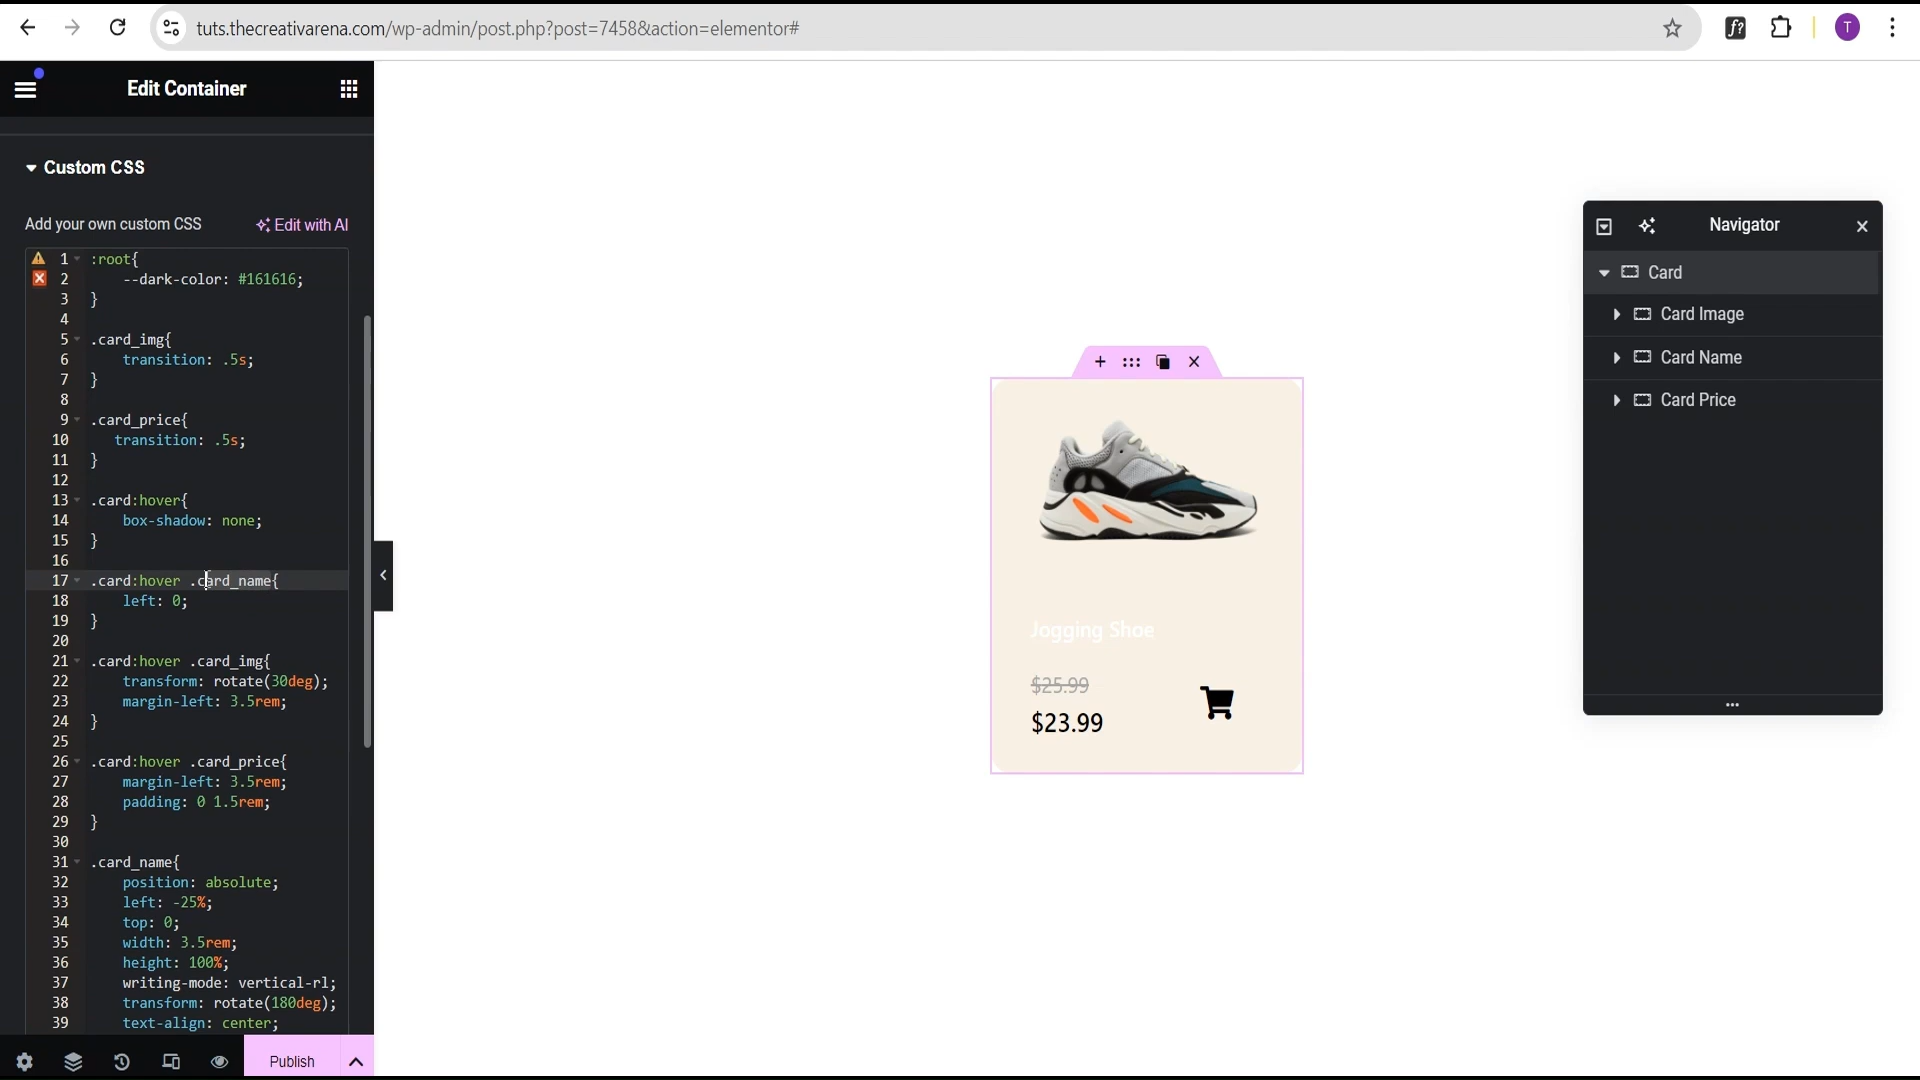 tuts.thecreativarena.com/wp-admin/post.php?post=7458&action=elementor#
f?
T
Edit Container
Custom CSS
Add your own custom CSS
Edit with AI
1 :root{
2 --dark-color: #161616;
3 }
4
5 .card_img{
6 transition: .5s;
7 }
8
9 .card_price{
10 transition: .5s;
11 }
12
13 .card:hover{
14 box-shadow: none;
15 }
16
17 .card:hover .card_name{
18 left: 0;
19 }
20
21 .card:hover .card_img{
22 transform: rotate(30deg);
23 margin-left: 3.5rem;
24 }
25
26 .card:hover .card_price{
27 margin-left: 3.5rem;
28 padding: 0 1.5rem;
29 }
30
31 .card_name{
32 position: absolute;
33 left: -25%;
34 top: 0;
35 width: 3.5rem;
36 height: 100%;
37 writing-mode: vertical-rl;
38 transform: rotate(180deg);
39 text-align: center;
Publish
Jogging Shoe
$25.99
$23.99
Navigator
Card
Card Image
Card Name
Card Price